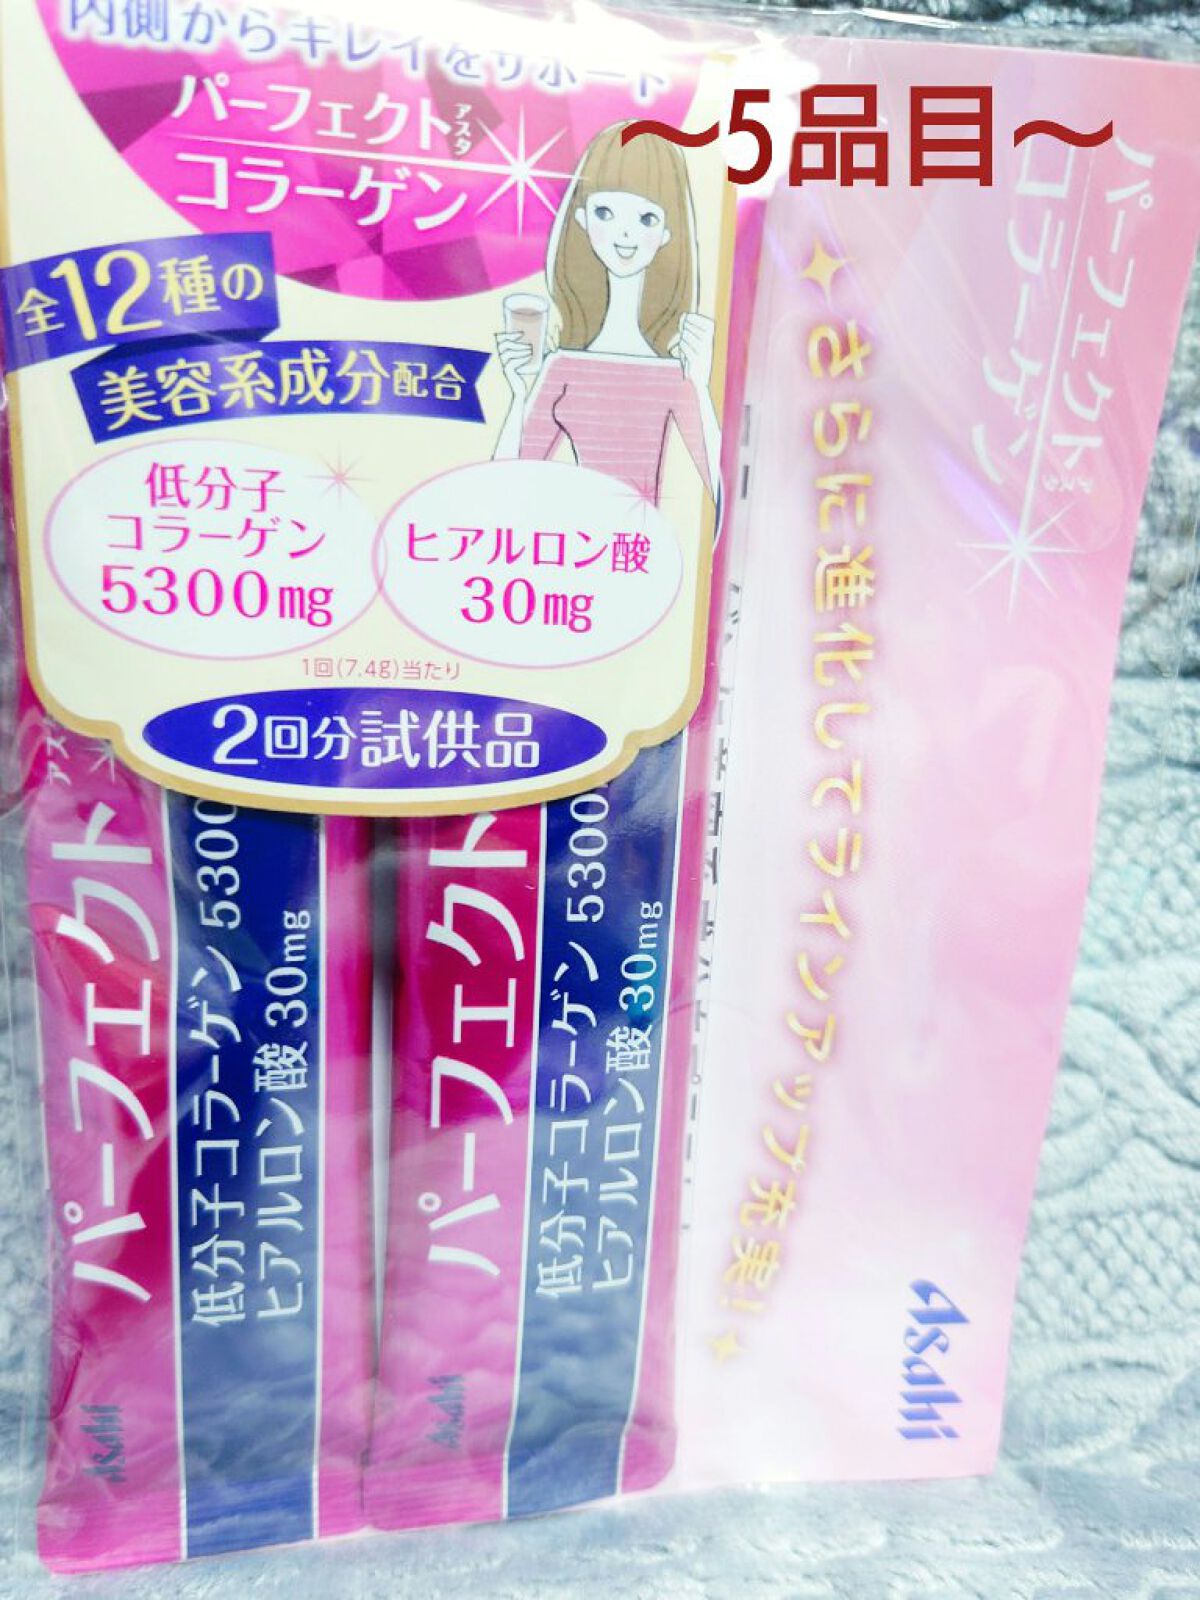 内側からキレイをサポート
パーフェクト
アスタ
コラーゲン
〜5品目〜
全12種の
美容系成分配合
低分子
コラーゲン
5300mg
ヒアルロン酸
30mg
1回(7.4g)当たり
2回分試供品
アスタ
パーフェクト
低分子コラーゲン 5300
ヒアルロン酸 30mg
Asahi
パーフェクト
低分子コラーゲン 5300
ヒアルロン酸 30mg
Asahi
パーフェクト
アスタ
コラーゲン
さらに進化してラインアップ充実!
Asahi